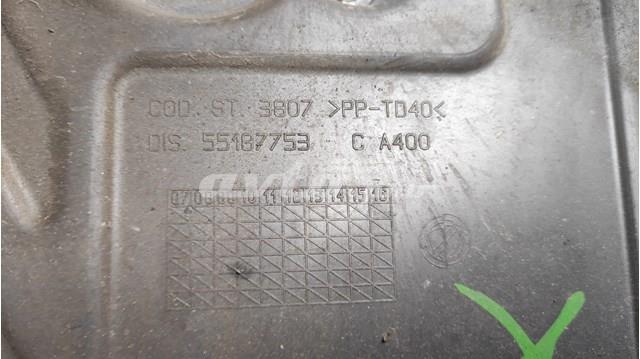 COD. ST. 3807 >PP-TD40<
DIS. 55187753 - C A400
07 08 09 10 11 12 13 14 15 16